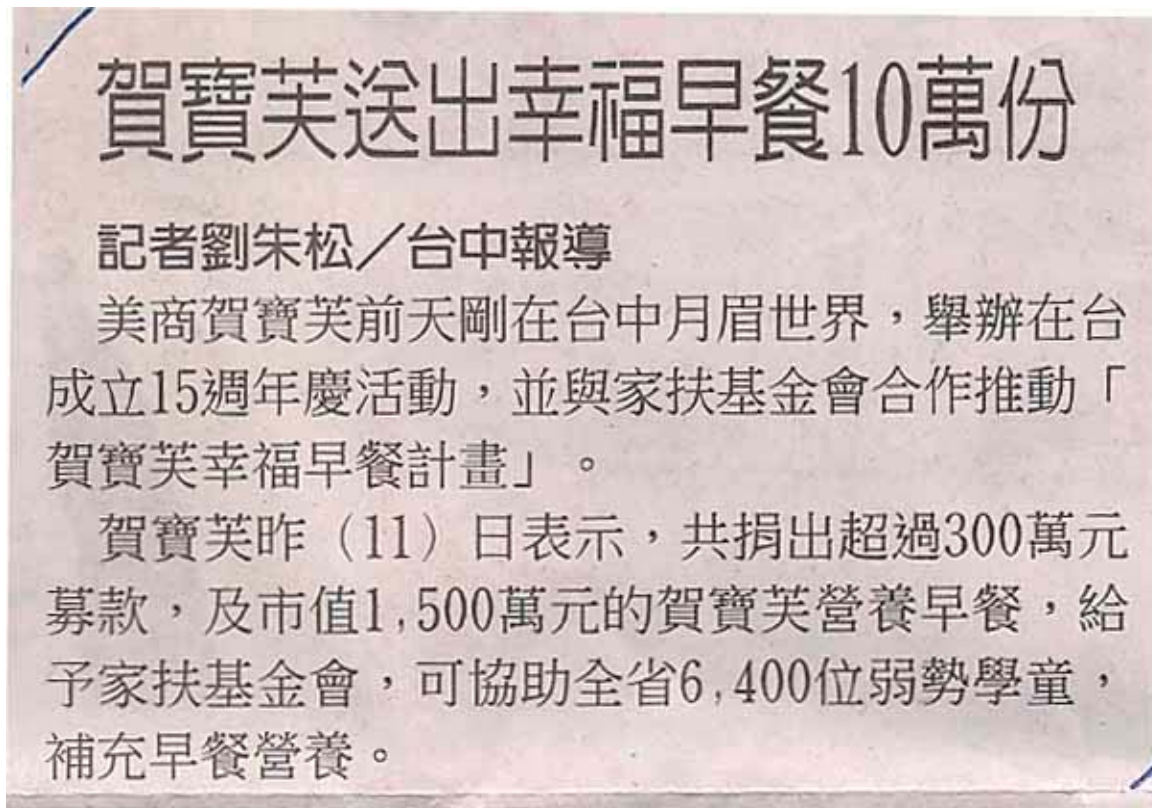 賀寶芙送出幸福早餐10萬份
記者劉朱松／台中報導
美商賀寶芙前天剛在台中月眉世界，舉辦在台
成立15週年慶活動，並與家扶基金會合作推動「
賀寶芙幸福早餐計畫」。
賀寶芙昨（11）日表示，共捐出超過300萬元
募款，及市值1,500萬元的賀寶芙營養早餐，給
予家扶基金會，可協助全省6,400位弱勢學童，
補充早餐營養。